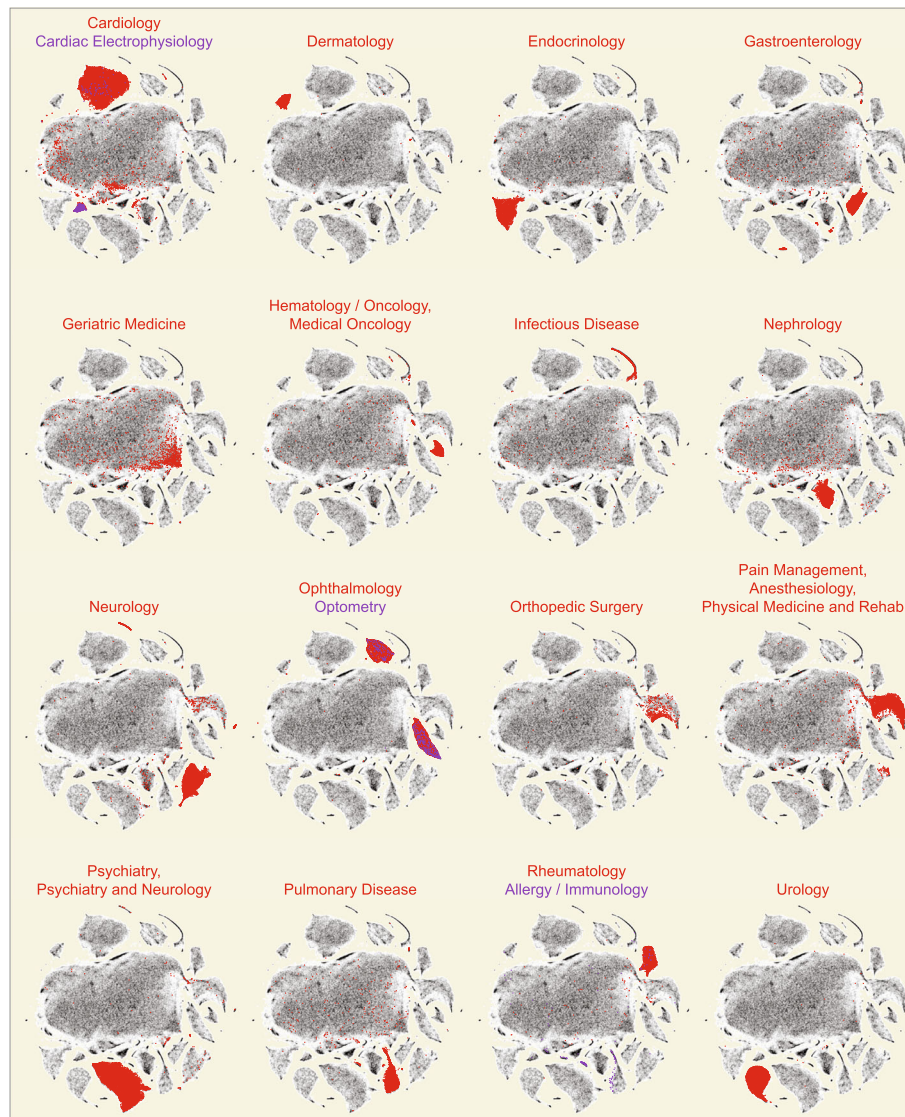 Cardiology
Cardiac Electrophysiology
Dermatology
Endocrinology
Gastroenterology
Geriatric Medicine
Hematology / Oncology,
Medical Oncology
Infectious Disease
Nephrology
Neurology
Ophthalmology
Optometry
Orthopedic Surgery
Pain Management,
Anesthesiology,
Physical Medicine and Rehab
Psychiatry,
Psychiatry and Neurology
Pulmonary Disease
Rheumatology
Allergy / Immunology
Urology